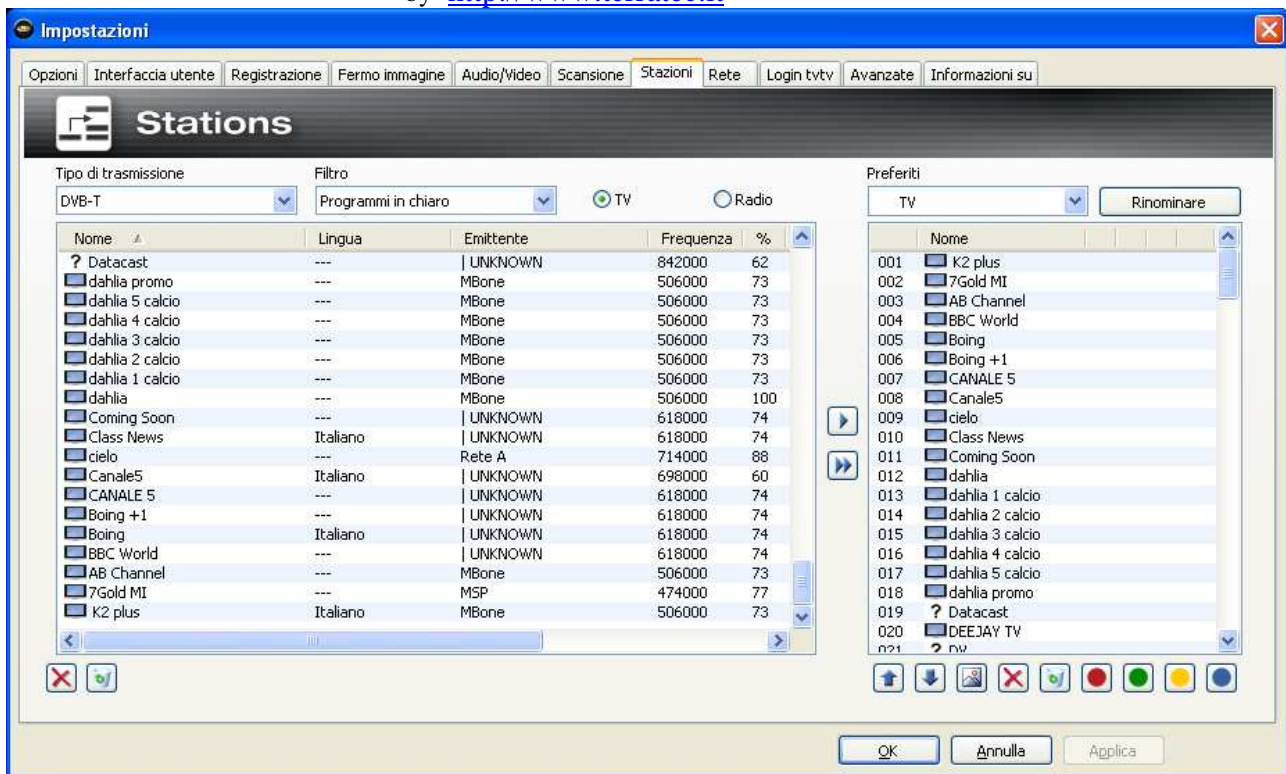 Impostazioni
Opzioni Interfaccia utente Registrazione Fermo immagine Audio/Video Scansione Stazioni Rete Login tvtv Avanzate Informazioni su
Stations
Tipo di trasmissione Filtro Preferiti
DVB-T Programmi in chiaro TV Radio TV Rinominare
Nome Lingua Emittente Frequenza %
? Datacast --- | UNKNOWN 842000 62
dahlia promo --- MBone 506000 73
dahlia 5 calcio --- MBone 506000 73
dahlia 4 calcio --- MBone 506000 73
dahlia 3 calcio --- MBone 506000 73
dahlia 2 calcio --- MBone 506000 73
dahlia 1 calcio --- MBone 506000 73
dahlia --- MBone 506000 100
Coming Soon --- | UNKNOWN 618000 74
Class News Italiano | UNKNOWN 618000 74
cielo --- Rete A 714000 88
Canale5 Italiano | UNKNOWN 698000 60
CANALE 5 --- | UNKNOWN 618000 74
Boing +1 --- | UNKNOWN 618000 74
Boing Italiano | UNKNOWN 618000 74
BBC World --- | UNKNOWN 618000 74
AB Channel --- MBone 506000 73
7Gold MI --- MSP 474000 77
K2 plus Italiano MBone 506000 73
Nome
001 K2 plus
002 7Gold MI
003 AB Channel
004 BBC World
005 Boing
006 Boing +1
007 CANALE 5
008 Canale5
009 cielo
010 Class News
011 Coming Soon
012 dahlia
013 dahlia 1 calcio
014 dahlia 2 calcio
015 dahlia 3 calcio
016 dahlia 4 calcio
017 dahlia 5 calcio
018 dahlia promo
019 ? Datacast
020 DEEJAY TV
OK Annulla Applica